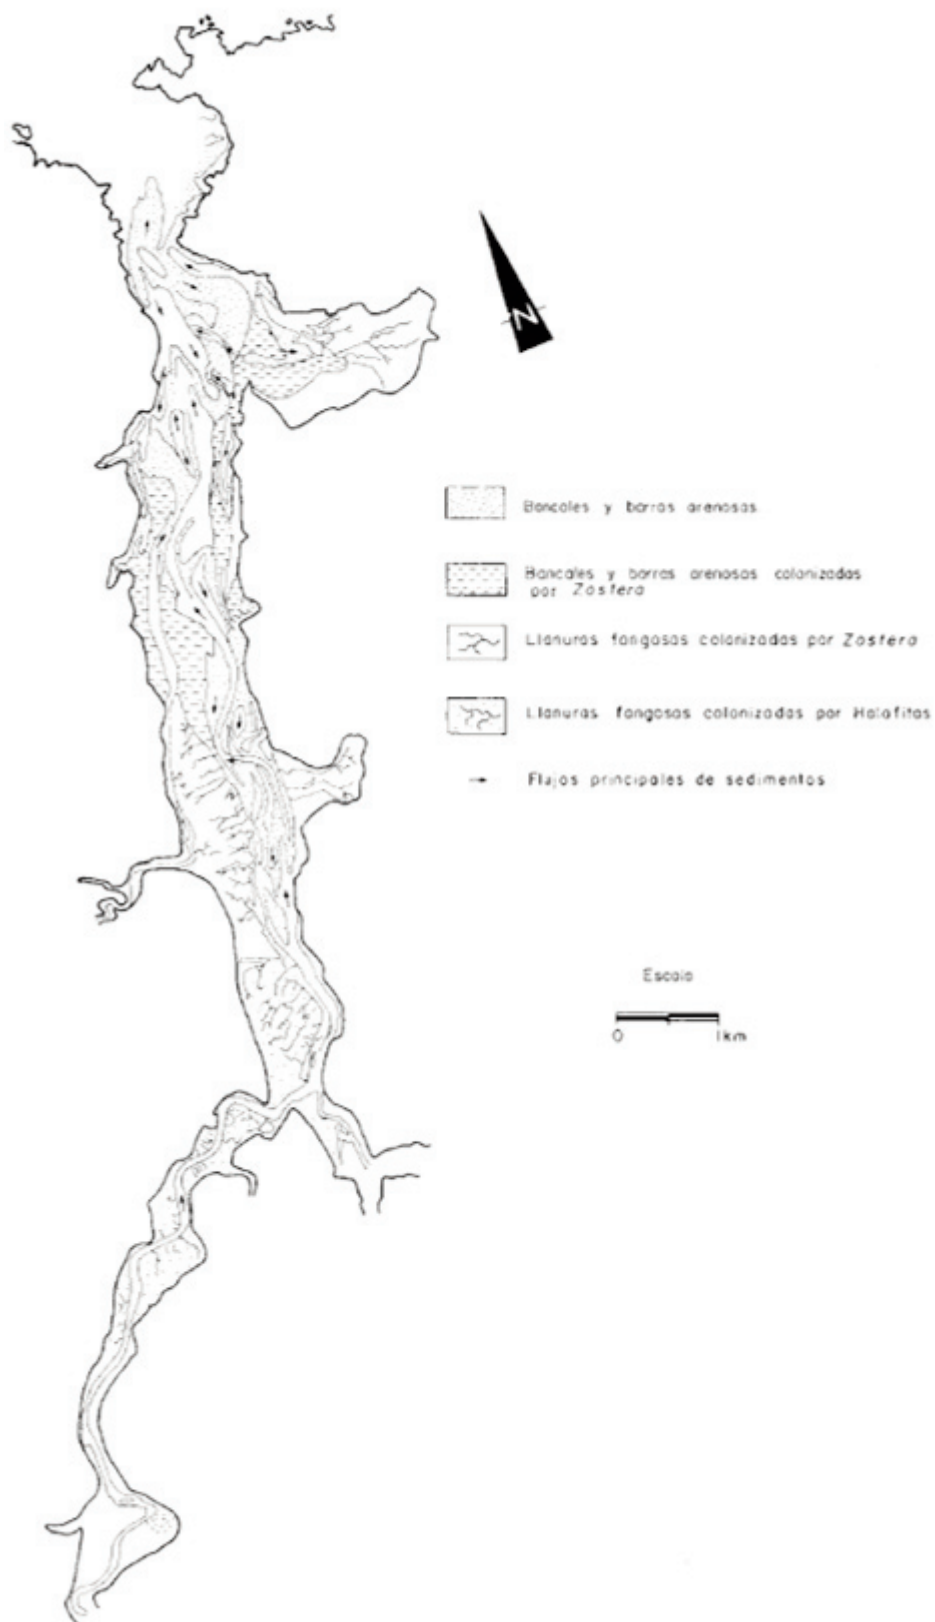 N
Bancales y barras arenosas
Bancales y barras arenosas colonizadas
por Zostera
Llanuras fangosas colonizadas por Zostera
Llanuras fangosas colonizadas por Halofitas
Flujos principales de sedimentos
Escala
0 1km